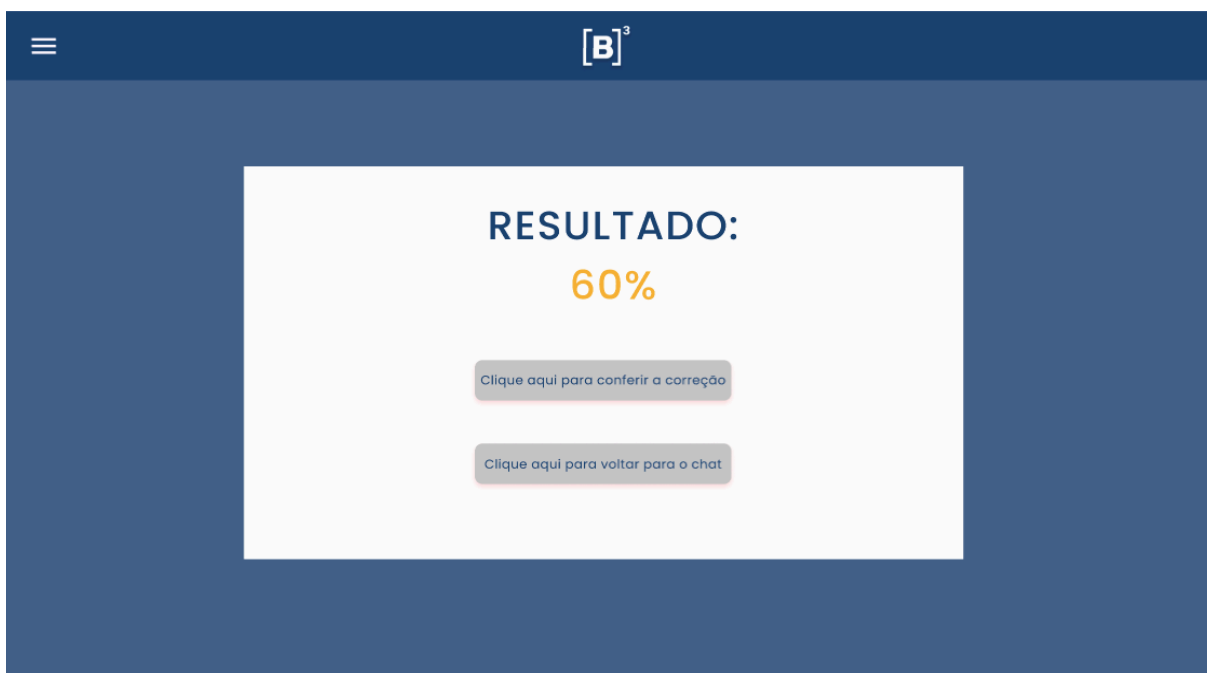 [B]³
RESULTADO:
60%
Clique aqui para conferir a correção
Clique aqui para voltar para o chat